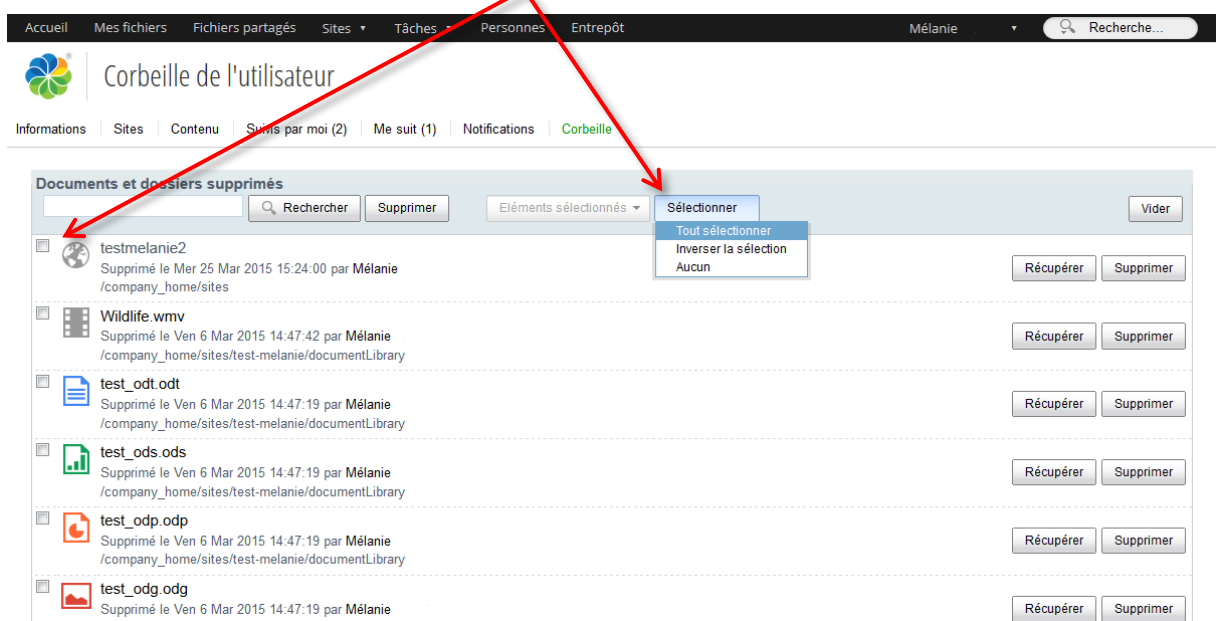 Accueil Mes fichiers Fichiers partagés Sites Tâches Personnes Entrepôt Mélanie Recherche...
Corbeille de l'utilisateur
Informations Sites Contenu Suivis par moi (2) Me suit (1) Notifications Corbeille
Documents et dossiers supprimés
Rechercher Supprimer Eléments sélectionnés Sélectionner Vider
Tout sélectionner
Inverser la sélection
Aucun
testmelanie2
Supprimé le Mer 25 Mar 2015 15:24:00 par Mélanie
/company_home/sites
Récupérer Supprimer
Wildlife.wmv
Supprimé le Ven 6 Mar 2015 14:47:42 par Mélanie
/company_home/sites/test-melanie/documentLibrary
Récupérer Supprimer
test_odt.odt
Supprimé le Ven 6 Mar 2015 14:47:19 par Mélanie
/company_home/sites/test-melanie/documentLibrary
Récupérer Supprimer
test_ods.ods
Supprimé le Ven 6 Mar 2015 14:47:19 par Mélanie
/company_home/sites/test-melanie/documentLibrary
Récupérer Supprimer
test_odp.odp
Supprimé le Ven 6 Mar 2015 14:47:19 par Mélanie
/company_home/sites/test-melanie/documentLibrary
Récupérer Supprimer
test_odg.odg
Supprimé le Ven 6 Mar 2015 14:47:19 par Mélanie
Récupérer Supprimer